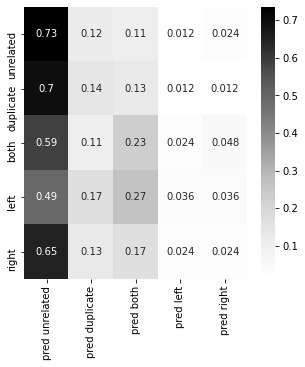 unrelated 0.73 0.12 0.11 0.012 0.024
duplicate 0.7 0.14 0.13 0.012 0.012
both 0.59 0.11 0.23 0.024 0.048
left 0.49 0.17 0.27 0.036 0.036
right 0.65 0.13 0.17 0.024 0.024
pred unrelated
pred duplicate
pred both
pred left
pred right
0.7
0.6
0.5
0.4
0.3
0.2
0.1